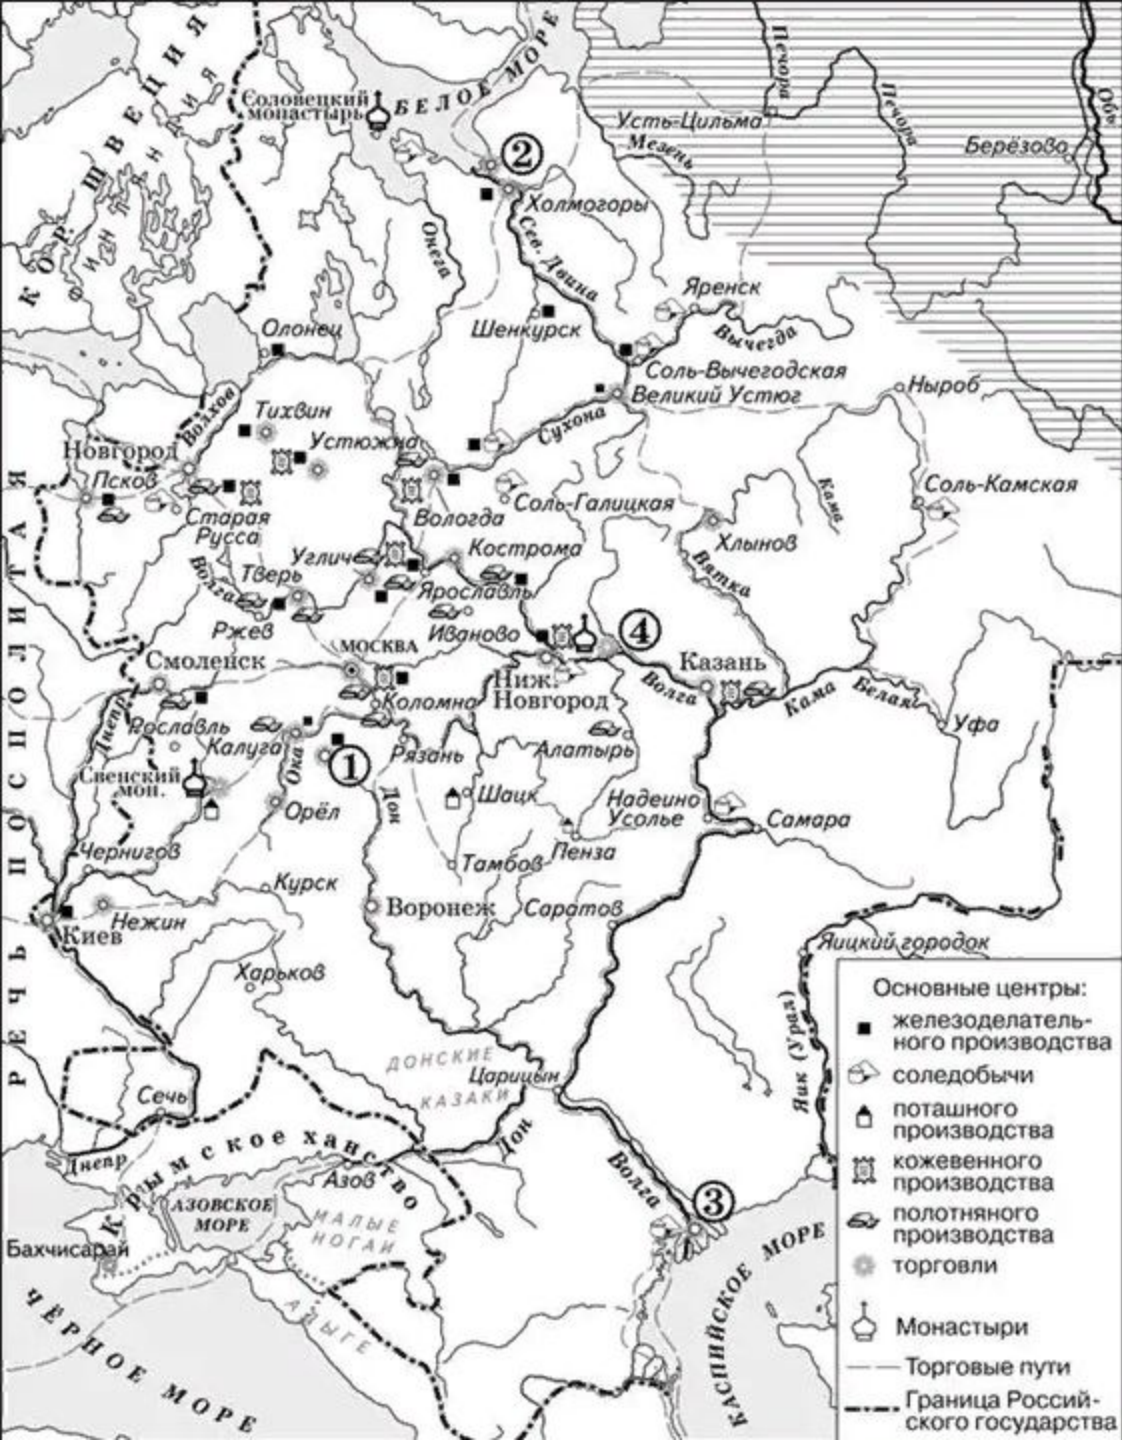 КОР. ШВЕЦИЯ
ФИНЛЯНДИЯ
Соловецкий
монастырь
БЕЛОЕ МОРЕ
Печора
Печора
Обь
Усть-Цильма
Мезень
Берёзово
2
Холмогоры
Онега
Сев. Двина
Яренск
Вычегда
Шенкурск
Олонец
Соль-Вычегодская
Великий Устюг
Ныроб
Волхов
Тихвин
Сухона
Новгород
Устюжна
Псков
Старая
Русса
Вологда
Соль-Галицкая
Кама
Соль-Камская
Хлынов
Вятка
Углич
Кострома
Волга
Тверь
Ярославль
Ржев
Иваново
4
МОСКВА
Смоленск
Казань
Ниж.
Новгород
Волга
Кама
Белая
Коломна
Уфа
Днепр
Рославль
Калуга
Ока
1
Рязань
Алатырь
Свенский
мон.
Дон
Шацк
Надеино
Усолье
Самара
Орёл
Чернигов
Тамбов
Пенза
Курск
Нежин
Киев
Воронеж
Саратов
РЕЧЬ ПОСПОЛИТАЯ
Харьков
Яицкий городок
Яик (Урал)
ДОНСКИЕ
КАЗАКИ
Царицын
Сечь
Днепр
Крымское ханство
Дон
Волга
Азов
АЗОВСКОЕ
МОРЕ
МАЛЫЕ
НОГАИ
3
Бахчисарай
АДЫГЕ
ЧЁРНОЕ МОРЕ
КАСПИЙСКОЕ МОРЕ
Основные центры:
железоделатель-
ного производства
соледобычи
поташного
производства
кожевенного
производства
полотняного
производства
торговли
Монастыри
Торговые пути
Граница Россий-
ского государства